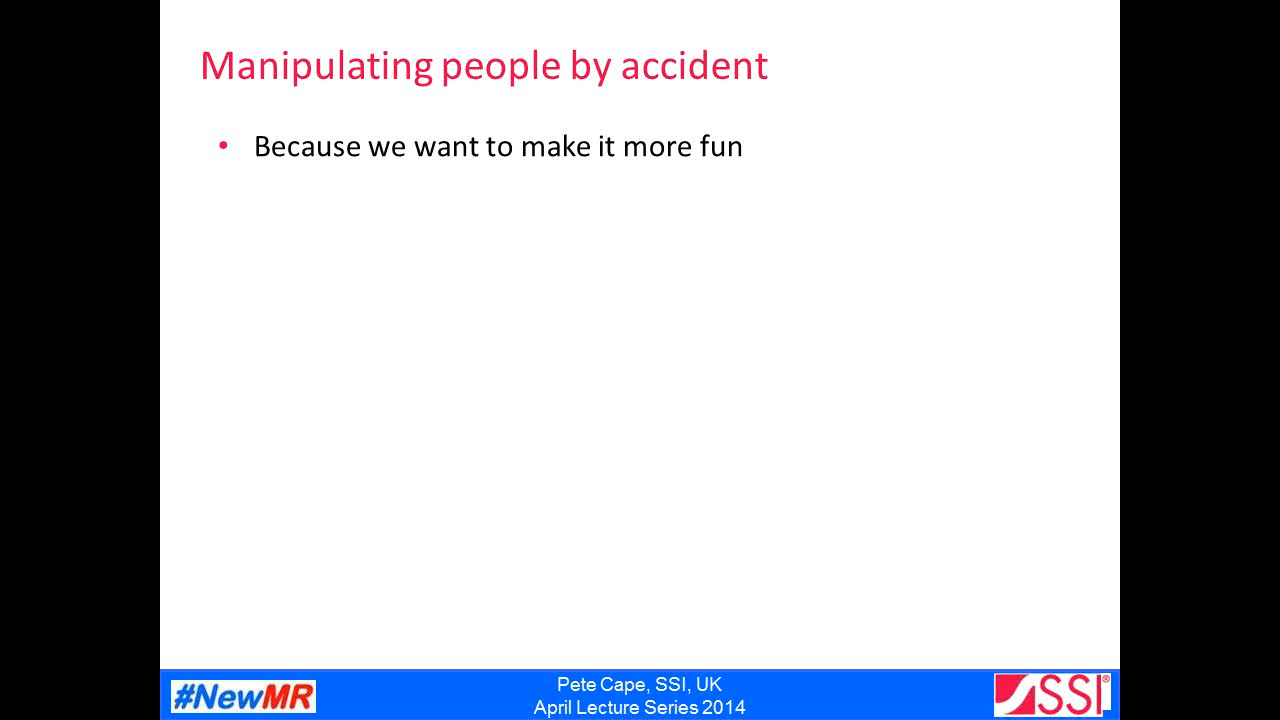 Manipulating people by accident
• Because we want to make it more fun
#NewMR
Pete Cape, SSI, UK
April Lecture Series 2014
SSI®